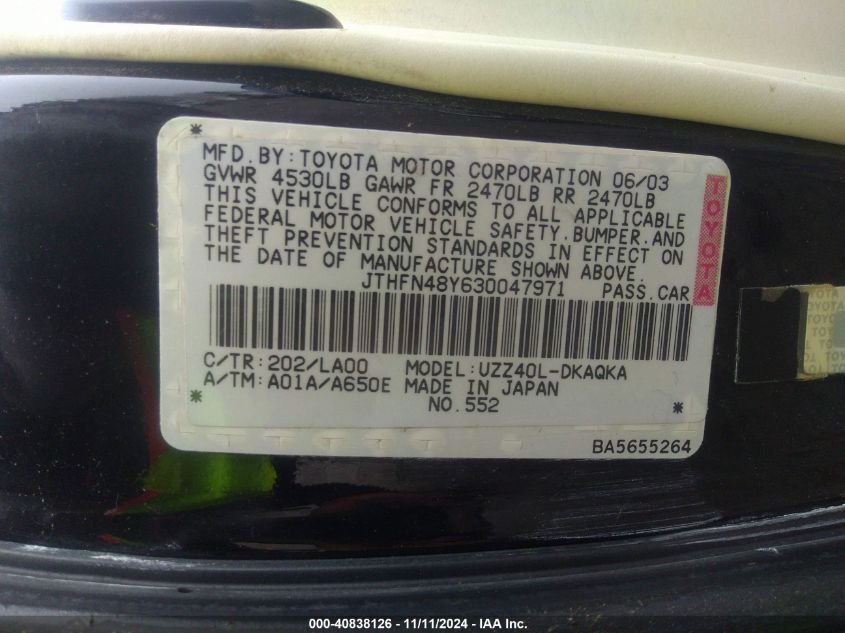 MFD.BY:TOYOTA MOTOR CORPORATION 06/03
GVWR 4530LB GAWR FR 2470LB RR 2470LB
THIS VEHICLE CONFORMS TO ALL APPLICABLE
FEDERAL MOTOR VEHICLE SAFETY,BUMPER,AND
THEFT PREVENTION STANDARDS IN EFFECT ON
THE DATE OF MANUFACTURE SHOWN ABOVE.
JTHFN48Y630047971 PASS.CAR
TOYOTA
C/TR:202/LA00 MODEL:UZZ40L-DKAQKA
A/TM:A01A/A650E MADE IN JAPAN
NO.552
BA5655264
TOYOTA
TOYOTA
000-40838126 - 11/11/2024 - IAA Inc.